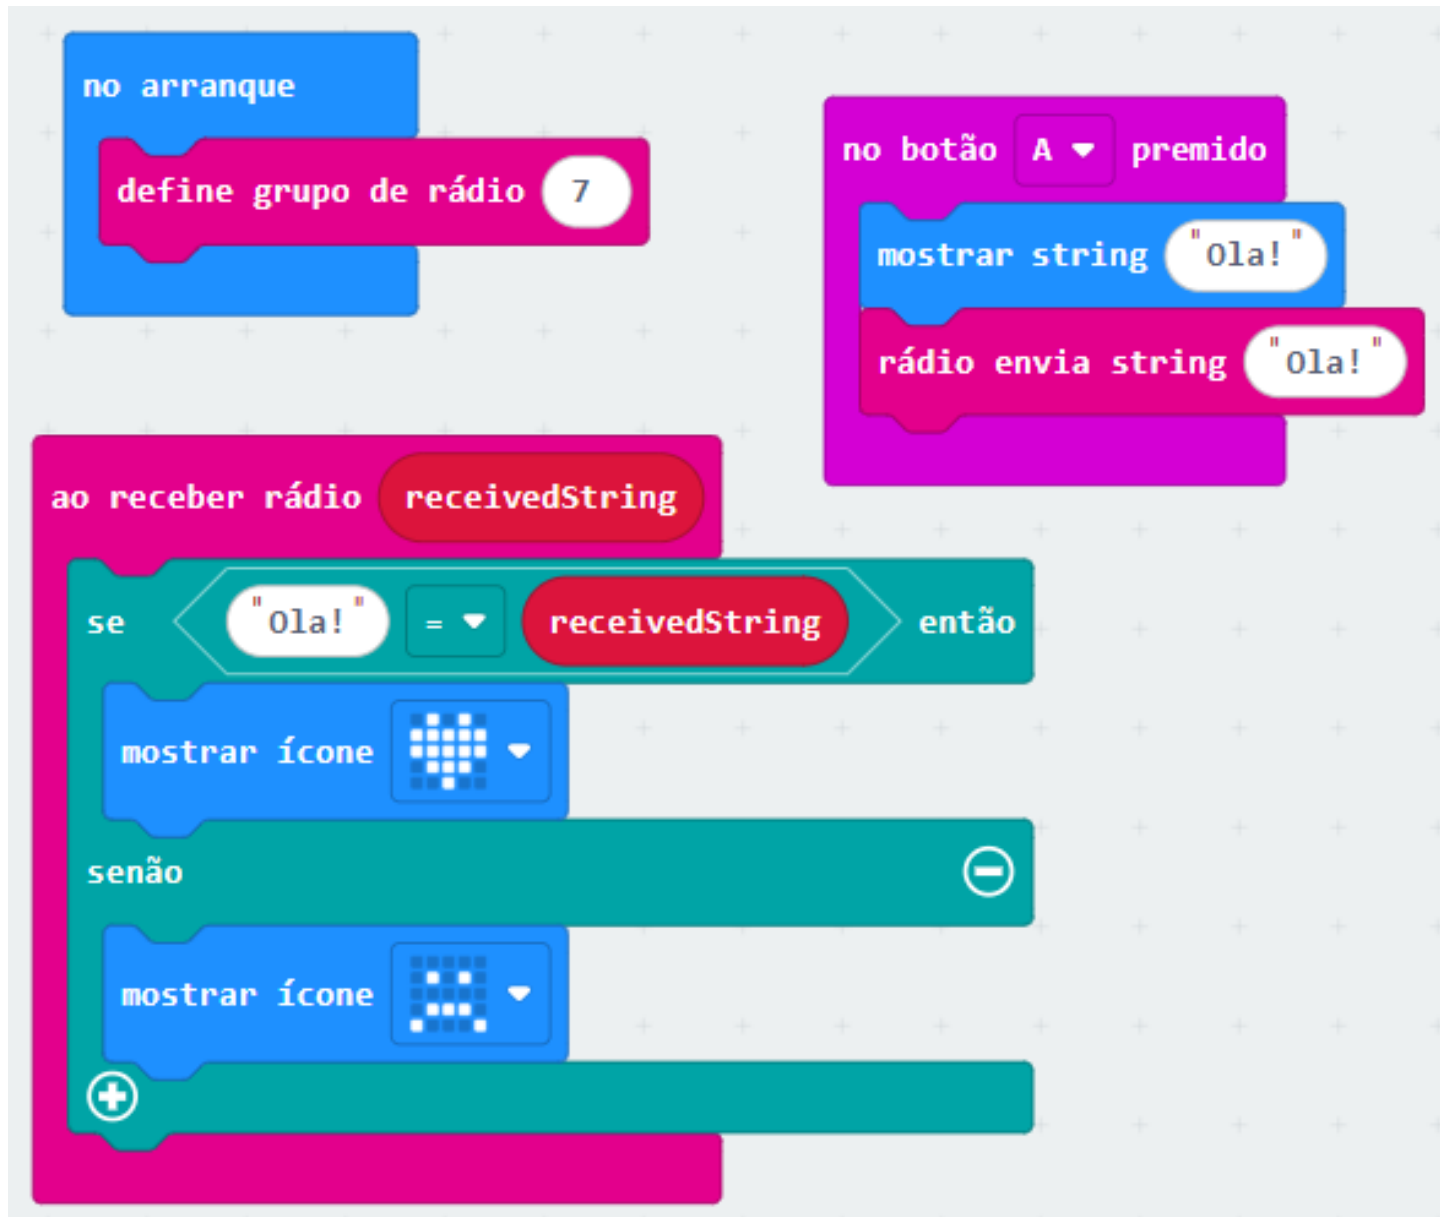 no arranque
define grupo de rádio 7
no botão A premido
mostrar string "Ola!"
rádio envia string "Ola!"
ao receber rádio receivedString
se "Ola!" = receivedString então
mostrar ícone
senão
mostrar ícone